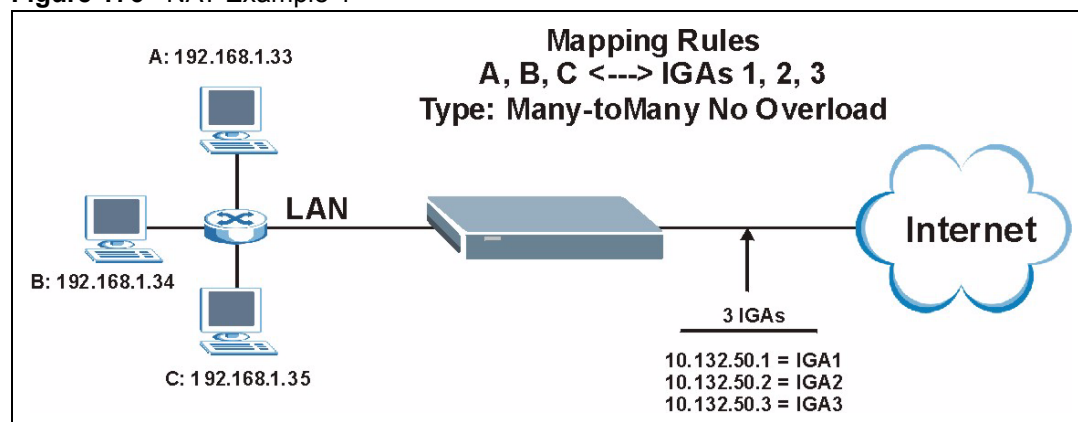 A: 192.168.1.33
Mapping Rules
A, B, C <---> IGAs 1, 2, 3
Type: Many-toMany No Overload
LAN
Internet
B: 192.168.1.34
C: 192.168.1.35
3 IGAs
10.132.50.1 = IGA1
10.132.50.2 = IGA2
10.132.50.3 = IGA3